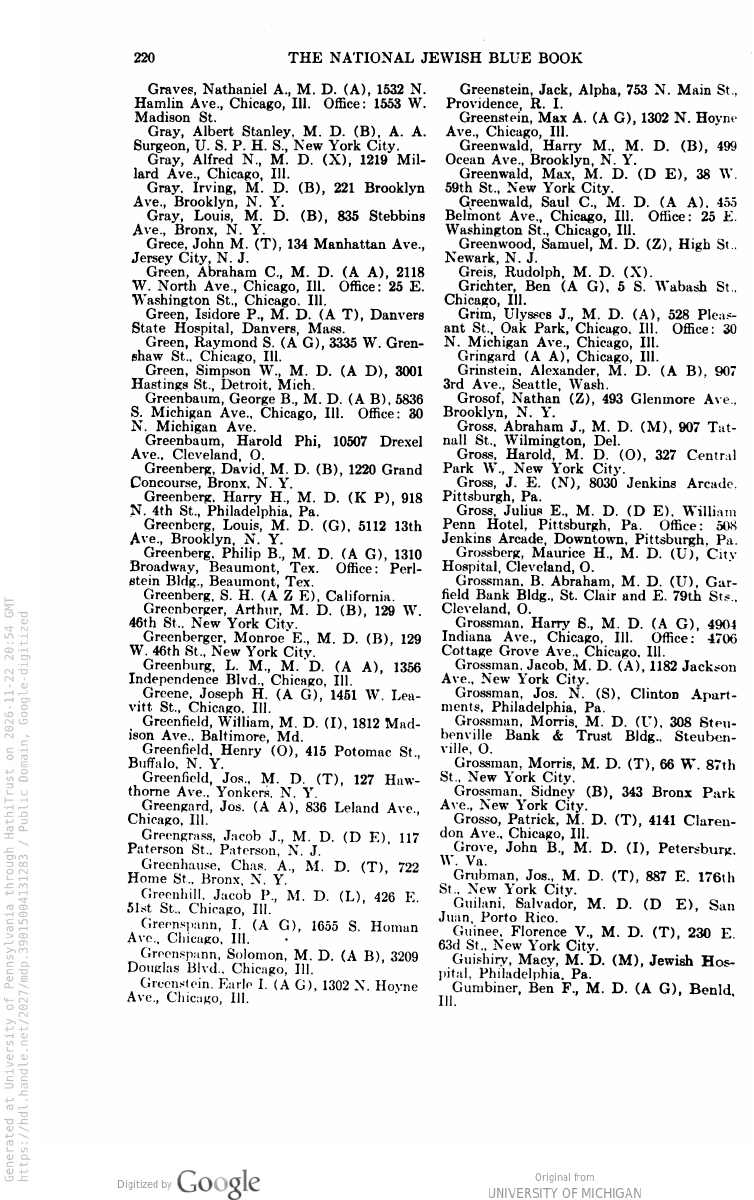 220
THE NATIONAL JEWISH BLUE BOOK
Graves, Nathaniel A., M. D. (A), 1532 N.
Hamlin Ave., Chicago, Ill. Office: 1553 W.
Madison St.
Gray, Albert Stanley, M. D. (B), A. A.
Surgeon, U. S. P. H. S., New York City.
Gray, Alfred N., M. D. (X), 1219 Mil-
lard Ave., Chicago, Ill.
Gray, Irving, M. D. (B), 221 Brooklyn
Ave., Brooklyn, N. Y.
Gray, Louis, M. D. (B), 835 Stebbins
Ave., Bronx, N. Y.
Grece, John M. (T), 134 Manhattan Ave.,
Jersey City, N. J.
Green, Abraham C., M. D. (A A), 2118
W. North Ave., Chicago, Ill. Office: 25 E.
Washington St., Chicago. Ill.
Green, Isidore P., M. D. (A T), Danvers
State Hospital, Danvers, Mass.
Green, Raymond S. (A G), 3335 W. Gren-
shaw St., Chicago, Ill.
Green, Simpson W., M. D. (A D), 3001
Hastings St., Detroit, Mich.
Greenbaum, George B., M. D. (A B), 5836
S. Michigan Ave., Chicago, Ill. Office: 30
N. Michigan Ave.
Greenbaum, Harold Phi, 10507 Drexel
Ave., Cleveland, O.
Greenberg, David, M. D. (B), 1220 Grand
Concourse, Bronx, N. Y.
Greenberg, Harry H., M. D. (K P), 918
N. 4th St., Philadelphia, Pa.
Greenberg, Louis, M. D. (G), 5112 13th
Ave., Brooklyn, N. Y.
Greenberg, Philip B., M. D. (A G), 1310
Broadway, Beaumont, Tex. Office: Perl-
stein Bldg., Beaumont, Tex.
Greenberg, S. H. (A Z E), California.
Greenberger, Arthur, M. D. (B), 129 W.
46th St., New York City.
Greenberger, Monroe E., M. D. (B), 129
W. 46th St., New York City.
Greenburg, L. M., M. D. (A A), 1356
Independence Blvd., Chicago, Ill.
Greene, Joseph H. (A G), 1451 W. Lea-
vitt St., Chicago, Ill.
Greenfield, William, M. D. (I), 1812 Mad-
ison Ave., Baltimore, Md.
Greenfield, Henry (O), 415 Potomac St.,
Buffalo, N. Y.
Greenfield, Jos., M. D. (T), 127 Haw-
thorne Ave., Yonkers, N. Y.
Greengard, Jos. (A A), 836 Leland Ave.,
Chicago, Ill.
Greengrass, Jacob J., M. D. (D E), 117
Paterson St., Paterson, N. J.
Greenhause, Chas. A., M. D. (T), 722
Home St., Bronx, N. Y.
Greenhill, Jacob P., M. D. (L), 426 E.
51st St., Chicago, Ill.
Greenspann, I. (A G), 1655 S. Homan
Ave., Chicago, Ill.
Greenspann, Solomon, M. D. (A B), 3209
Douglas Blvd., Chicago, Ill.
Greenstein, Earle I. (A G), 1302 N. Hoyne
Ave., Chicago, Ill.
Greenstein, Jack, Alpha, 753 N. Main St.,
Providence, R. I.
Greenstein, Max A. (A G), 1302 N. Hoyne
Ave., Chicago, Ill.
Greenwald, Harry M., M. D. (B), 499
Ocean Ave., Brooklyn, N. Y.
Greenwald, Max, M. D. (D E), 38 W.
59th St., New York City.
Greenwald, Saul C., M. D. (A A), 455
Belmont Ave., Chicago, Ill. Office: 25 E.
Washington St., Chicago, Ill.
Greenwood, Samuel, M. D. (Z), High St.,
Newark, N. J.
Greis, Rudolph, M. D. (X).
Grichter, Ben (A G), 5 S. Wabash St.,
Chicago, Ill.
Grim, Ulysses J., M. D. (A), 528 Pleas-
ant St., Oak Park, Chicago, Ill. Office: 30
N. Michigan Ave., Chicago, Ill.
Gringard (A A), Chicago, Ill.
Grinstein, Alexander, M. D. (A B), 907
3rd Ave., Seattle, Wash.
Grosof, Nathan (Z), 493 Glenmore Ave.,
Brooklyn, N. Y.
Gross, Abraham J., M. D. (M), 907 Tat-
nall St., Wilmington, Del.
Gross, Harold, M. D. (O), 327 Central
Park W., New York City.
Gross, J. E. (N), 8030 Jenkins Arcade,
Pittsburgh, Pa.
Gross, Julius E., M. D. (D E), William
Penn Hotel, Pittsburgh, Pa. Office: 508
Jenkins Arcade, Downtown, Pittsburgh, Pa.
Grossberg, Maurice H., M. D. (U), City
Hospital, Cleveland, O.
Grossman, B. Abraham, M. D. (U), Gar-
field Bank Bldg., St. Clair and E. 79th Sts.,
Cleveland, O.
Grossman, Harry S., M. D. (A G), 4904
Indiana Ave., Chicago, Ill. Office: 4706
Cottage Grove Ave., Chicago, Ill.
Grossman, Jacob, M. D. (A), 1182 Jackson
Ave., New York City.
Grossman, Jos. N. (S), Clinton Apart-
ments, Philadelphia, Pa.
Grossman, Morris, M. D. (U), 308 Steu-
benville Bank & Trust Bldg., Steuben-
ville, O.
Grossman, Morris, M. D. (T), 66 W. 87th
St., New York City.
Grossman, Sidney (B), 343 Bronx Park
Ave., New York City.
Grosso, Patrick, M. D. (T), 4141 Claren-
don Ave., Chicago, Ill.
Grove, John B., M. D. (I), Petersburg,
W. Va.
Grubman, Jos., M. D. (T), 887 E. 176th
St., New York City.
Guilani, Salvador, M. D. (D E), San
Juan, Porto Rico.
Guinee, Florence V., M. D. (T), 230 E.
63d St., New York City.
Guishiry, Macy, M. D. (M), Jewish Hos-
pital, Philadelphia, Pa.
Gumbiner, Ben F., M. D. (A G), Benld,
Ill.
Generated at University of Pennsylvania through HathiTrust on 2026-11-22 20:54 GMT
https://hdl.handle.net/2027/mdp.39015004131283 / Public Domain, Google-digitized
Digitized by Google
Original from
UNIVERSITY OF MICHIGAN